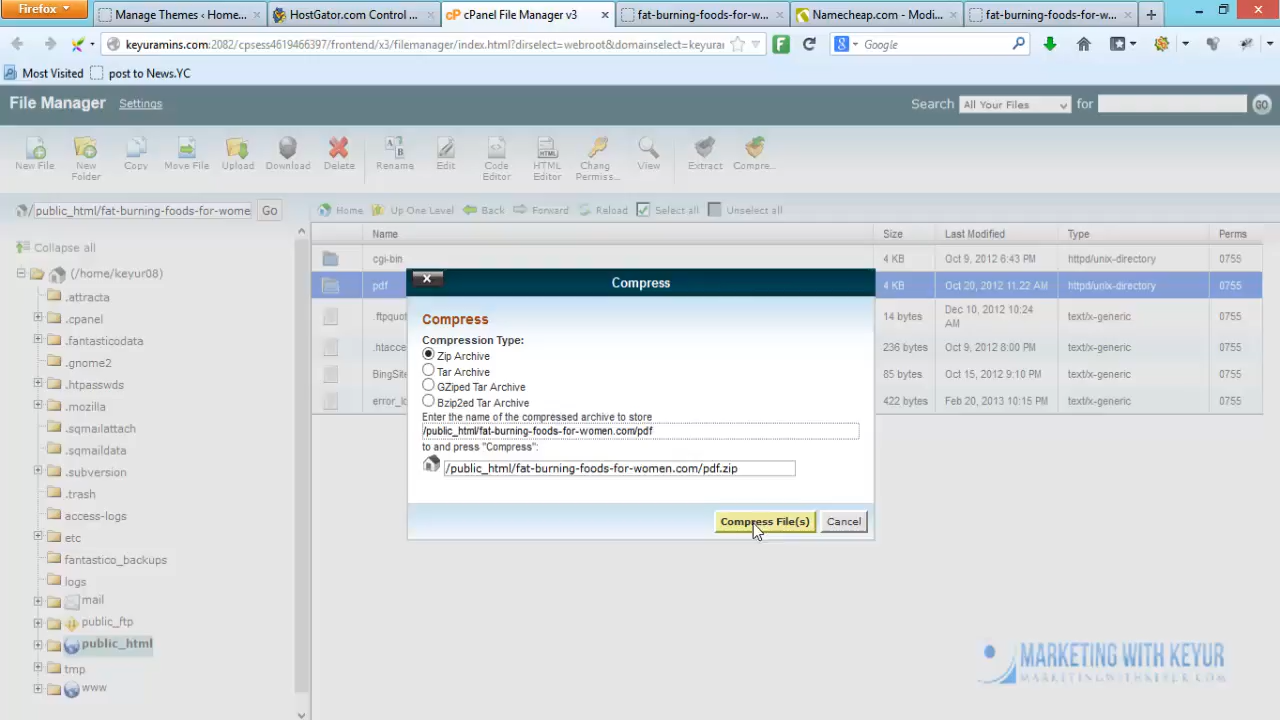 Firefox
Manage Themes ‹ Home...
HostGator.com Control ...
cP cPanel File Manager v3
fat-burning-foods-for-w...
Namecheap.com - Modi...
fat-burning-foods-for-w...
keyuramins.com:2082/cpsess4619466397/frontend/x3/filemanager/index.html?dirselect=webroot&domainselect=keyurar
Google
Most Visited
post to News.YC
File Manager
Settings
Search
All Your Files
for
GO
New File
New Folder
Copy
Move File
Upload
Download
Delete
Rename
Edit
Code Editor
HTML Editor
Chang Permiss...
View
Extract
Compre...
/public_html/fat-burning-foods-for-wome
Go
Home
Up One Level
Back
Forward
Reload
Select all
Unselect all
Collapse all
(/home/keyur08)
.attracta
.cpanel
.fantasticodata
.gnome2
.htpasswds
.mozilla
.sqmailattach
.sqmaildata
.subversion
.trash
access-logs
etc
fantastico_backups
logs
mail
public_ftp
public_html
tmp
www
Name
Size
Last Modified
Type
Perms
cgi-bin
4 KB
Oct 9, 2012 6:43 PM
httpd/unix-directory
0755
pdf
4 KB
Oct 20, 2012 11:22 AM
httpd/unix-directory
0755
.ftpquot
14 bytes
Dec 10, 2012 10:24 AM
text/x-generic
0755
.htacce
236 bytes
Oct 9, 2012 8:00 PM
text/x-generic
0755
BingSite
85 bytes
Oct 15, 2012 9:10 PM
text/x-generic
0755
error_lo
422 bytes
Feb 20, 2013 10:15 PM
text/x-generic
0755
Compress
Compress
Compression Type:
Zip Archive
Tar Archive
GZiped Tar Archive
Bzip2ed Tar Archive
Enter the name of the compressed archive to store
/public_html/fat-burning-foods-for-women.com/pdf
to and press "Compress":
/public_html/fat-burning-foods-for-women.com/pdf.zip
Compress File(s)
Cancel
MARKETING WITH KEYUR
MARKETINGWITHKEYUR.COM